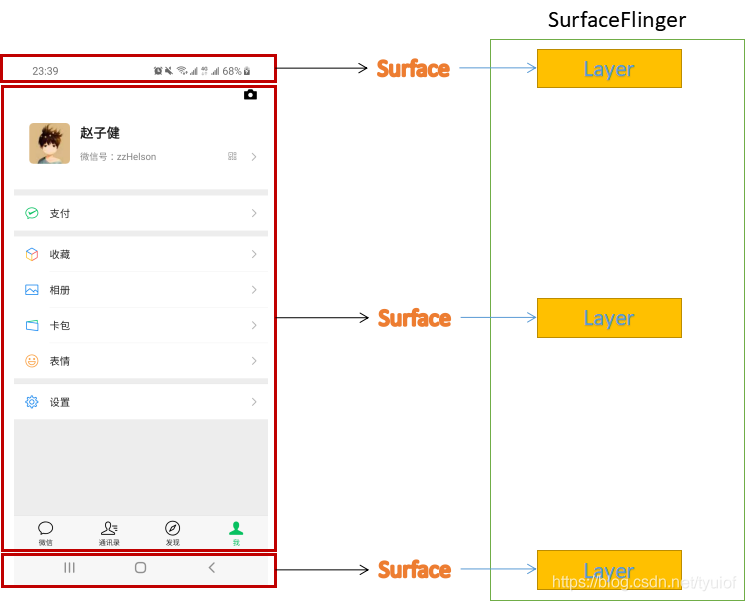 SurfaceFlinger
23:39
68%
Surface
Layer
赵子健
微信号：zzHelson
支付
收藏
相册
Surface
Layer
卡包
表情
设置
微信
通讯录
发现
我
Surface
Layer
https://blog.csdn.net/tyuiof